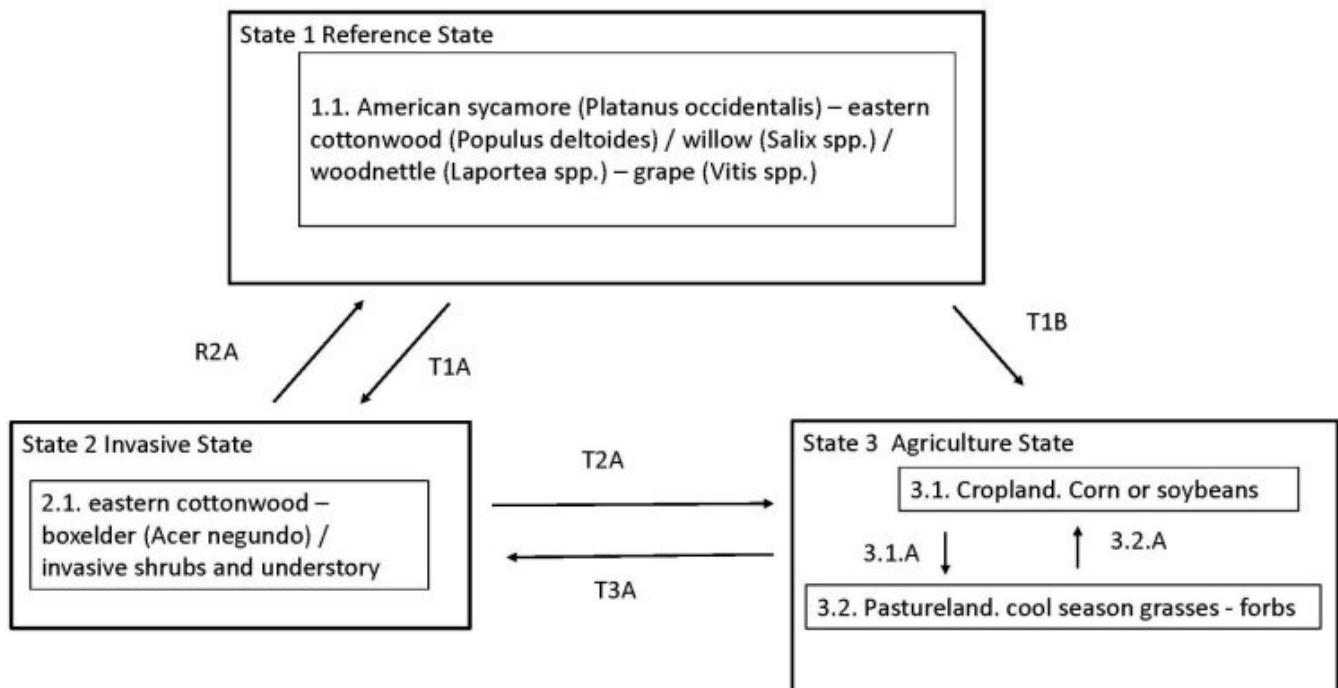 State 1 Reference State
1.1. American sycamore (Platanus occidentalis) – eastern
cottonwood (Populus deltoides) / willow (Salix spp.) /
woodnettle (Laportea spp.) – grape (Vitis spp.)
R2A
T1A
T1B
State 2 Invasive State
2.1. eastern cottonwood –
boxelder (Acer negundo) /
invasive shrubs and understory
T2A
T3A
State 3  Agriculture State
3.1. Cropland. Corn or soybeans
3.1.A
3.2.A
3.2. Pastureland. cool season grasses - forbs